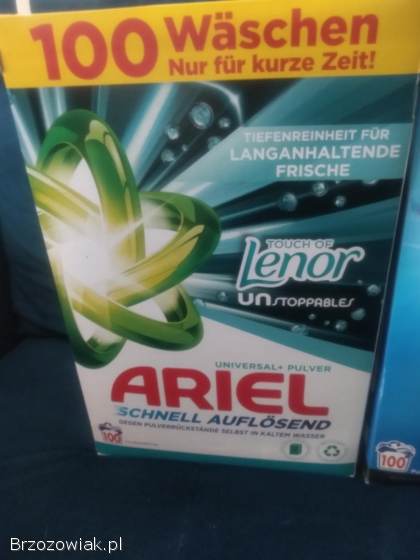 100 Wäschen
Nur für kurze Zeit!
TIEFENREINHEIT FÜR
LANGANHALTENDE
FRISCHE
TOUCH OF
Lenor
UNSTOPPABLES
UNIVERSAL+ PULVER
ARIEL
SCHNELL AUFLÖSEND
GEGEN PULVERRÜCKSTÄNDE SELBST IN KALTEM WASSER
100
100
Brzozowiak.pl